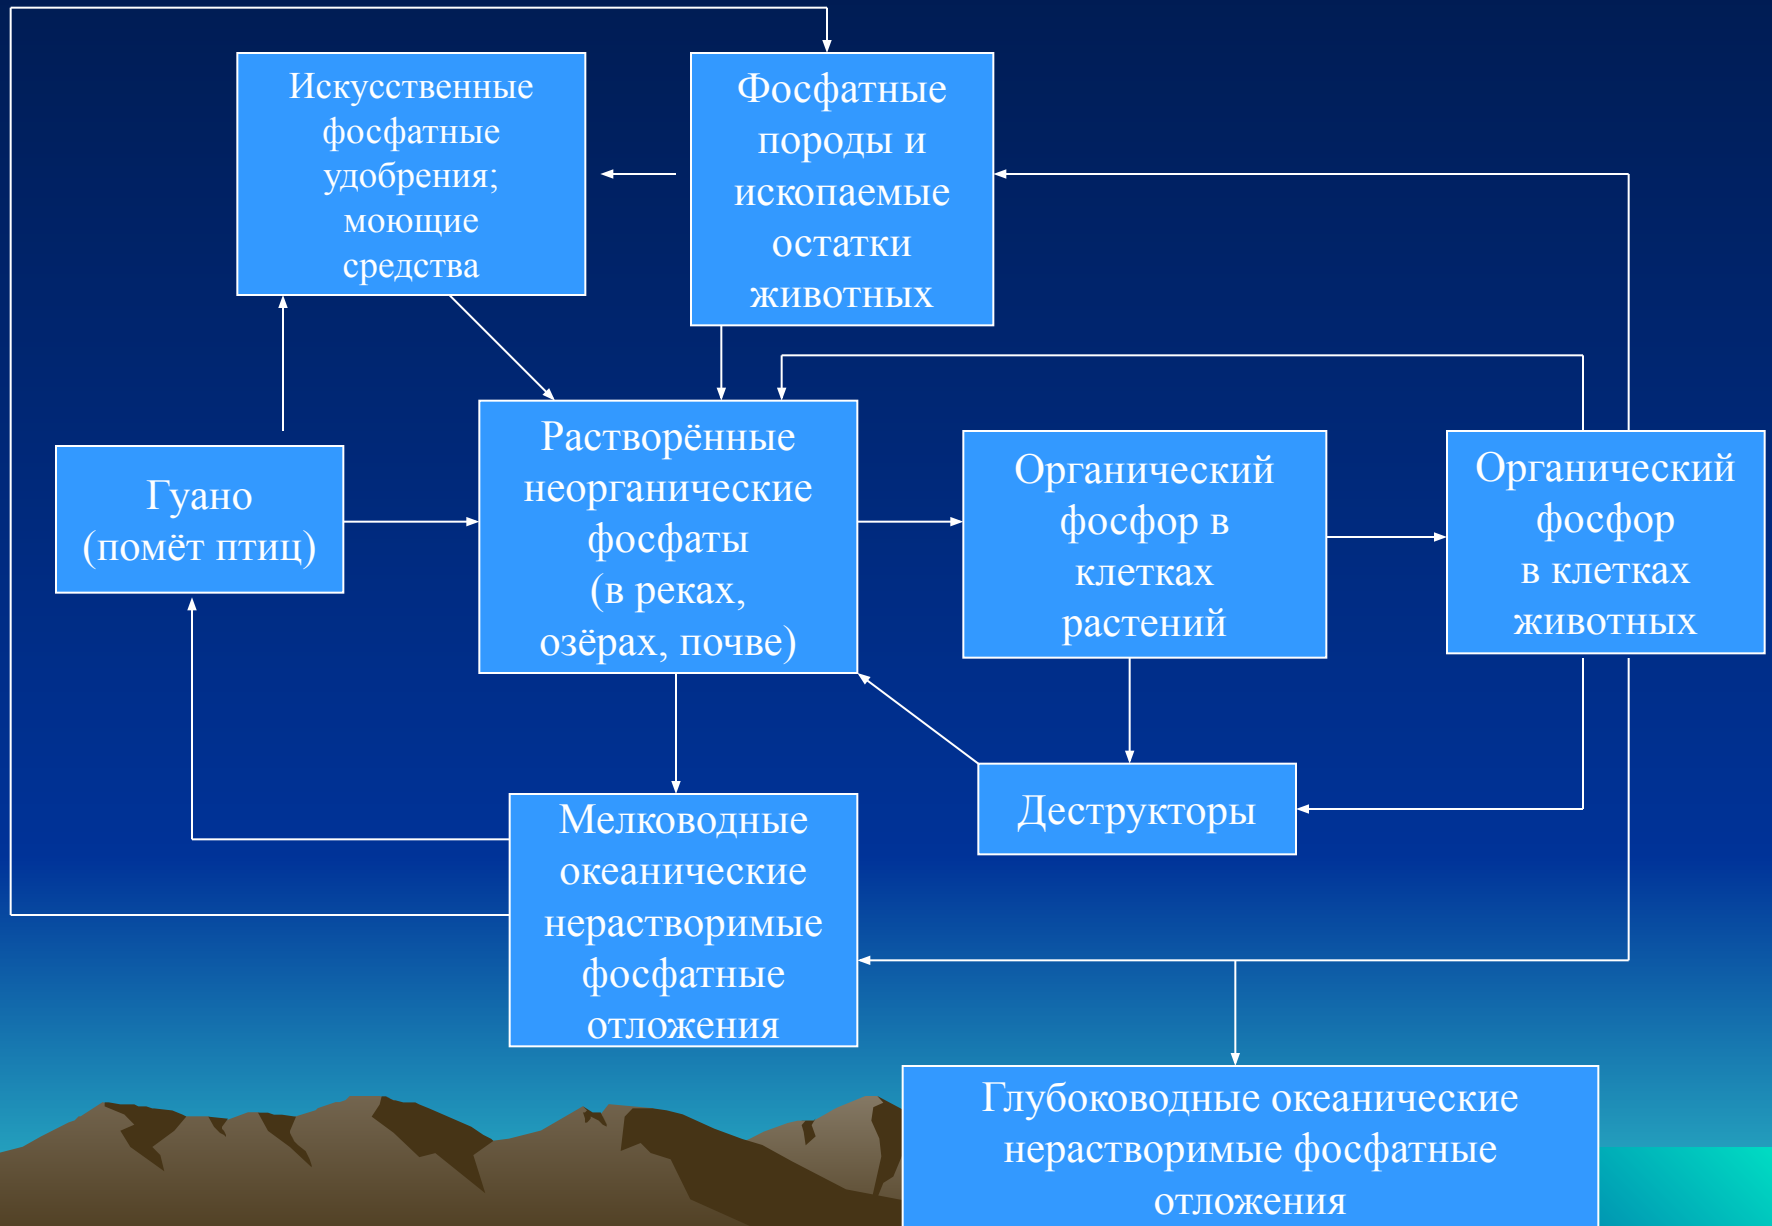 Искусственные
фосфатные
удобрения;
моющие
средства
Фосфатные
породы и
ископаемые
остатки
животных
Гуано
(помёт птиц)
Растворённые
неорганические
фосфаты
(в реках,
озёрах, почве)
Органический
фосфор в
клетках
растений
Органический
фосфор
в клетках
животных
Деструкторы
Мелководные
океанические
нерастворимые
фосфатные
отложения
Глубоководные океанические
нерастворимые фосфатные
отложения